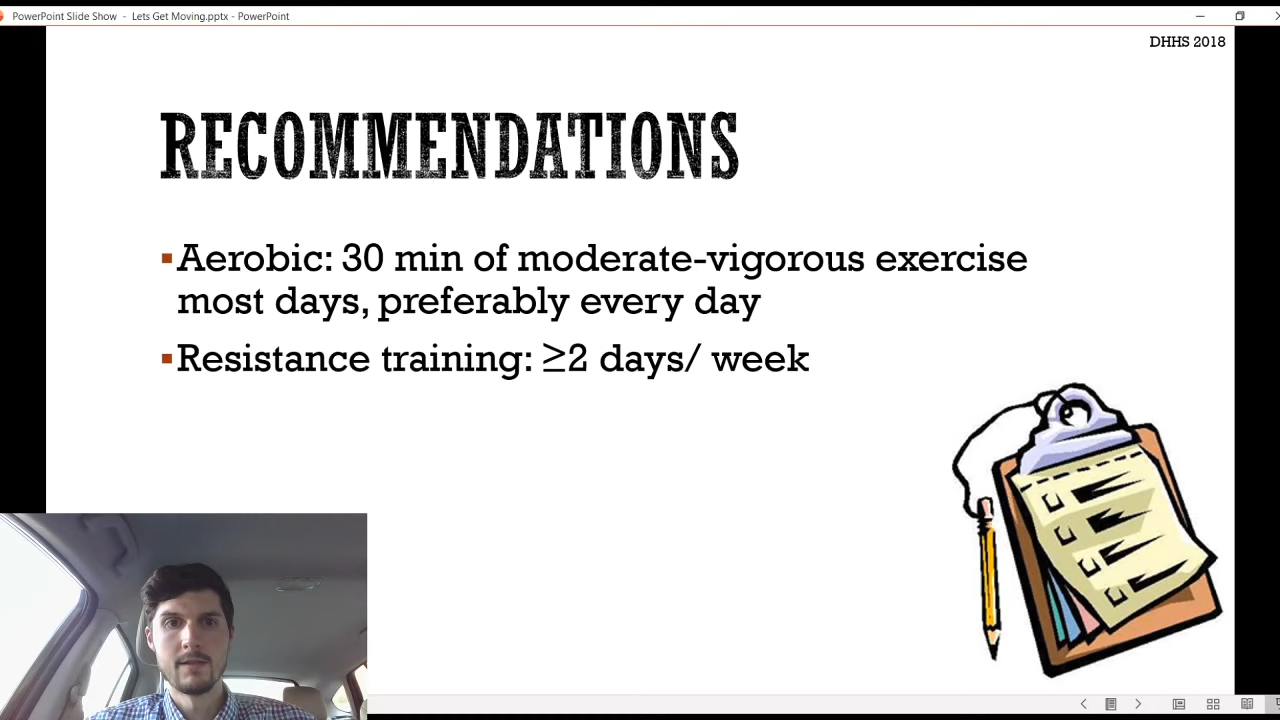 PowerPoint Slide Show - Lets Get Moving.pptx - PowerPoint
DHHS 2018
RECOMMENDATIONS
▪Aerobic: 30 min of moderate-vigorous exercise
most days, preferably every day
▪Resistance training: ≥2 days/ week